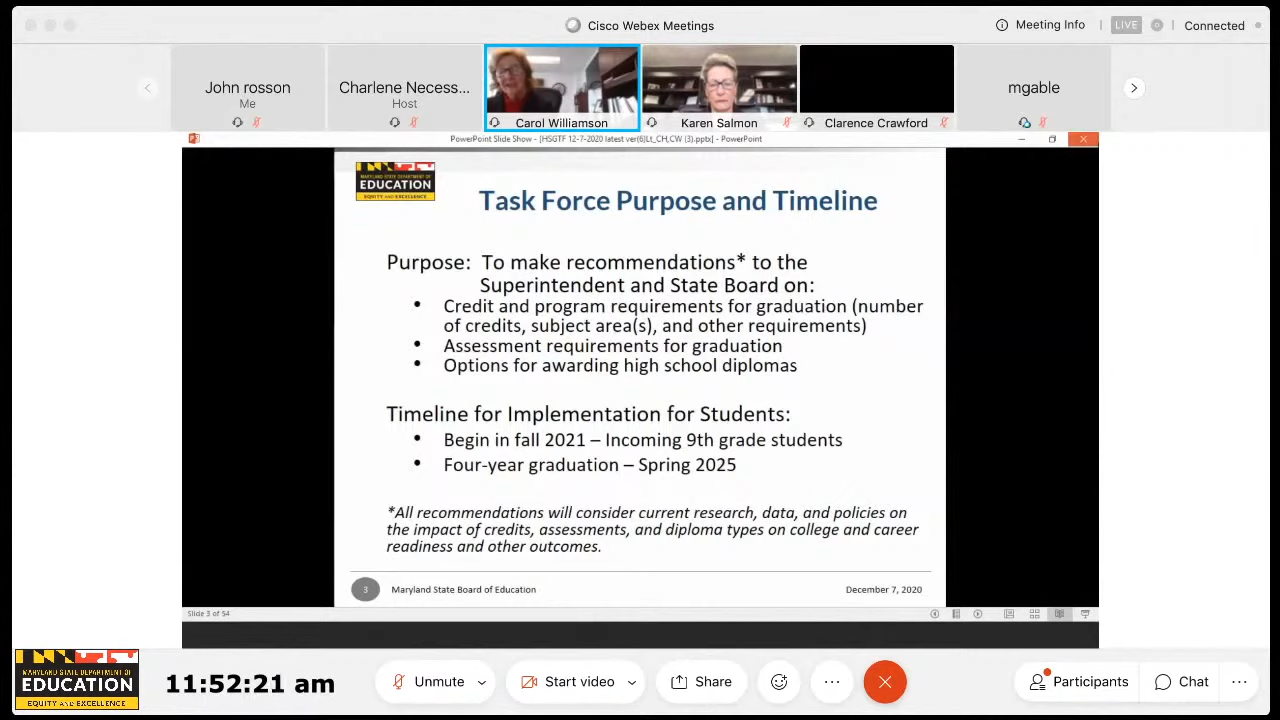 Cisco Webex Meetings
Meeting Info
LIVE
Connected
John rosson
Me
Charlene Necess...
Host
Carol Williamson
Karen Salmon
Clarence Crawford
mgable
PowerPoint Slide Show - [HSGTF 12-7-2020 latest ver(6)Lt_CH,CW (3).pptx] - PowerPoint
MARYLAND STATE DEPARTMENT OF
EDUCATION
EQUITY AND EXCELLENCE
Task Force Purpose and Timeline
Purpose: To make recommendations* to the
Superintendent and State Board on:
• Credit and program requirements for graduation (number
of credits, subject area(s), and other requirements)
• Assessment requirements for graduation
• Options for awarding high school diplomas
Timeline for Implementation for Students:
• Begin in fall 2021 – Incoming 9th grade students
• Four-year graduation – Spring 2025
*All recommendations will consider current research, data, and policies on
the impact of credits, assessments, and diploma types on college and career
readiness and other outcomes.
3
Maryland State Board of Education
December 7, 2020
Slide 3 of 54
MARYLAND STATE DEPARTMENT OF
EDUCATION
EQUITY AND EXCELLENCE
11:52:21 am
Unmute
Start video
Share
Participants
Chat